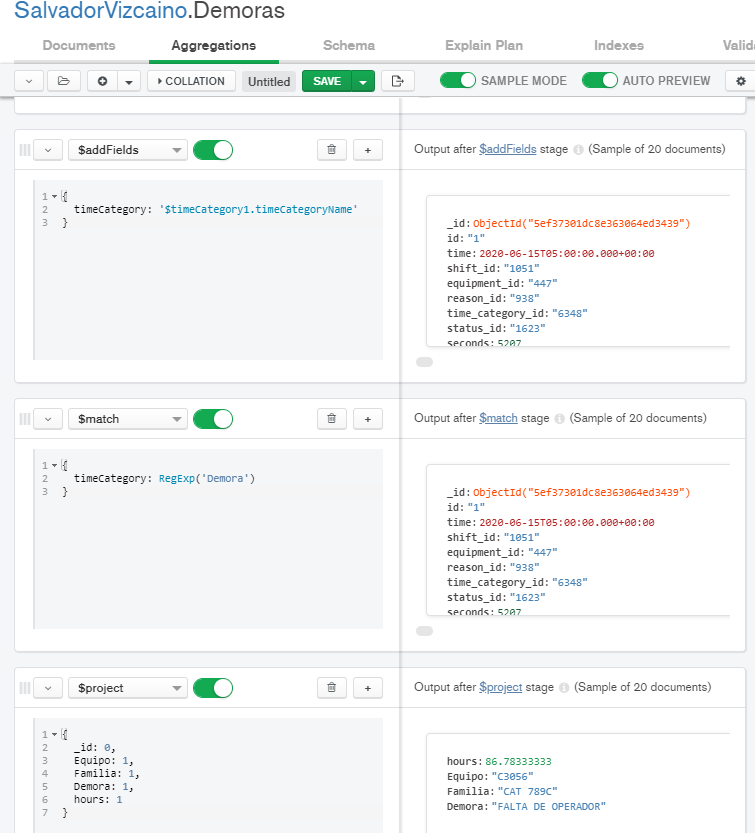 SalvadorVizcaino.Demoras
Documents Aggregations Schema Explain Plan Indexes Valid
COLLATION Untitled SAVE SAMPLE MODE AUTO PREVIEW
$addFields
Output after $addFields stage (Sample of 20 documents)
1 {
2 timeCategory: '$timeCategory1.timeCategoryName'
3 }
_id: ObjectId("5ef37301dc8e363064ed3439")
id: "1"
time: 2020-06-15T05:00:00.000+00:00
shift_id: "1051"
equipment_id: "447"
reason_id: "938"
time_category_id: "6348"
status_id: "1623"
seconds: 5207
$match
Output after $match stage (Sample of 20 documents)
1 {
2 timeCategory: RegExp('Demora')
3 }
_id: ObjectId("5ef37301dc8e363064ed3439")
id: "1"
time: 2020-06-15T05:00:00.000+00:00
shift_id: "1051"
equipment_id: "447"
reason_id: "938"
time_category_id: "6348"
status_id: "1623"
seconds: 5207
$project
Output after $project stage (Sample of 20 documents)
1 {
2 _id: 0,
3 Equipo: 1,
4 Familia: 1,
5 Demora: 1,
6 hours: 1
7 }
hours: 86.78333333
Equipo: "C3056"
Familia: "CAT 789C"
Demora: "FALTA DE OPERADOR"